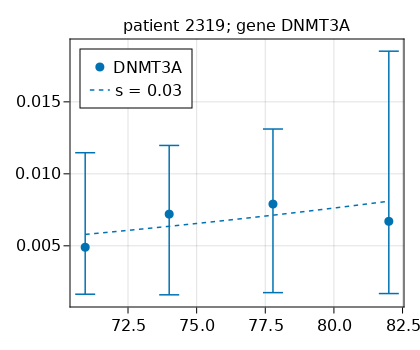 patient 2319; gene DNMT3A
DNMT3A
s = 0.03
0.015
0.010
0.005
72.5 75.0 77.5 80.0 82.5